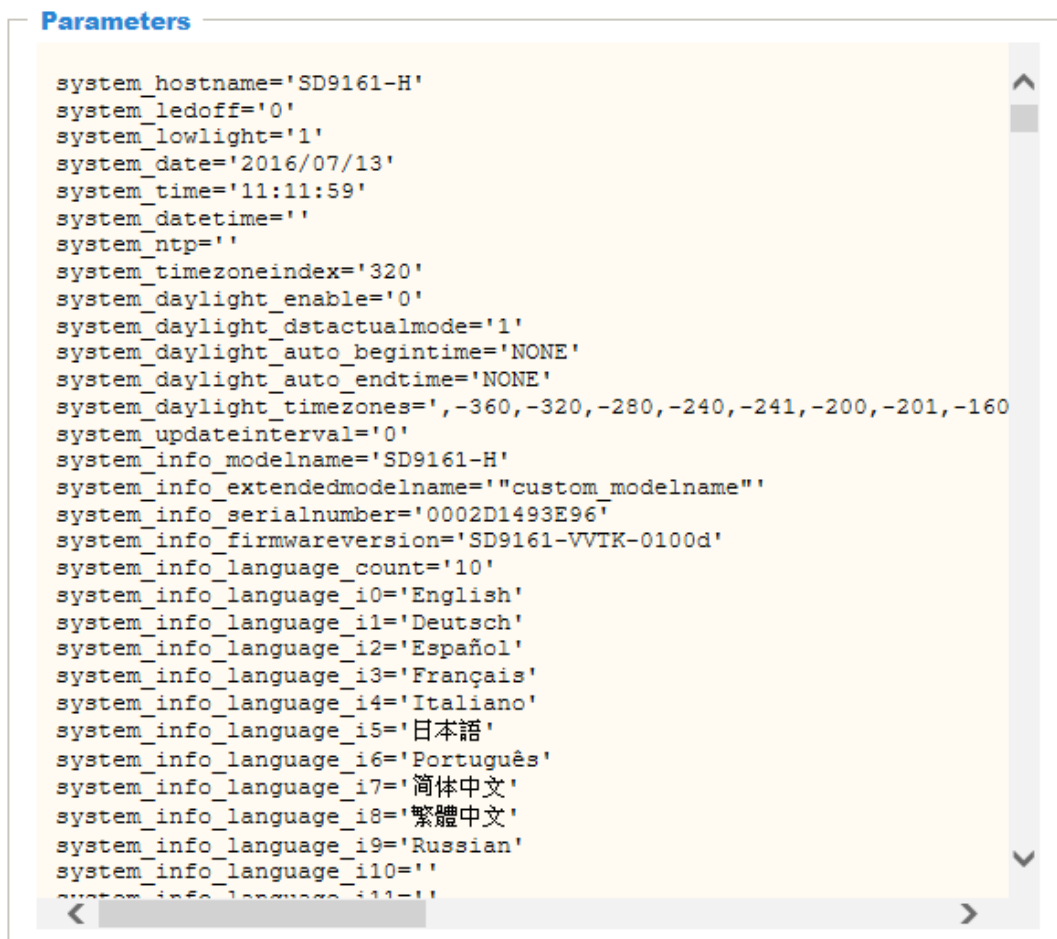 Parameters
system_hostname='SD9161-H'
system_ledoff='0'
system_lowlight='1'
system_date='2016/07/13'
system_time='11:11:59'
system_datetime=''
system_ntp=''
system_timezoneindex='320'
system_daylight_enable='0'
system_daylight_dstactualmode='1'
system_daylight_auto_begintime='NONE'
system_daylight_auto_endtime='NONE'
system_daylight_timezones=',-360,-320,-280,-240,-241,-200,-201,-160
system_updateinterval='0'
system_info_modelname='SD9161-H'
system_info_extendedmodelname='"custom_modelname"'
system_info_serialnumber='0002D1493E96'
system_info_firmwareversion='SD9161-VVTK-0100d'
system_info_language_count='10'
system_info_language_i0='English'
system_info_language_i1='Deutsch'
system_info_language_i2='Español'
system_info_language_i3='Français'
system_info_language_i4='Italiano'
system_info_language_i5='日本語'
system_info_language_i6='Português'
system_info_language_i7='简体中文'
system_info_language_i8='繁體中文'
system_info_language_i9='Russian'
system_info_language_i10=''
system_info_language_i11=''